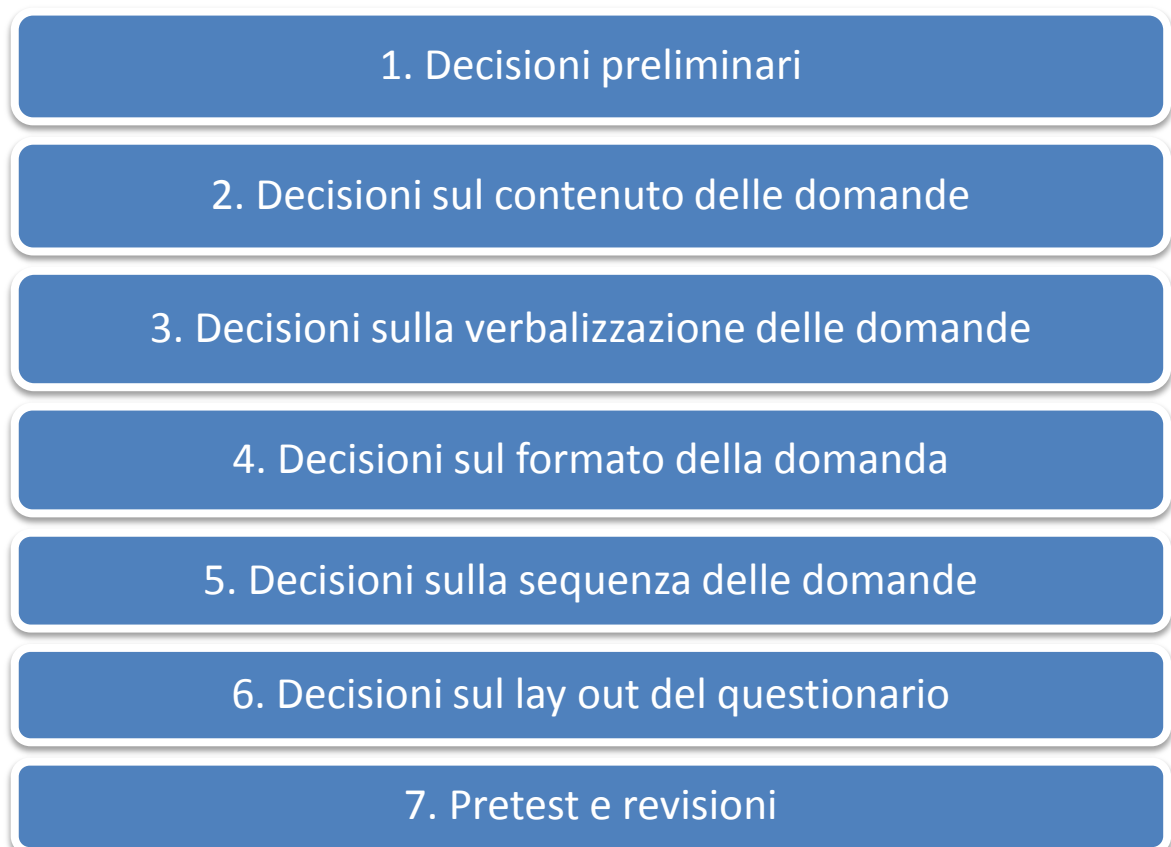 1. Decisioni preliminari
2. Decisioni sul contenuto delle domande
3. Decisioni sulla verbalizzazione delle domande
4. Decisioni sul formato della domanda
5. Decisioni sulla sequenza delle domande
6. Decisioni sul lay out del questionario
7. Pretest e revisioni